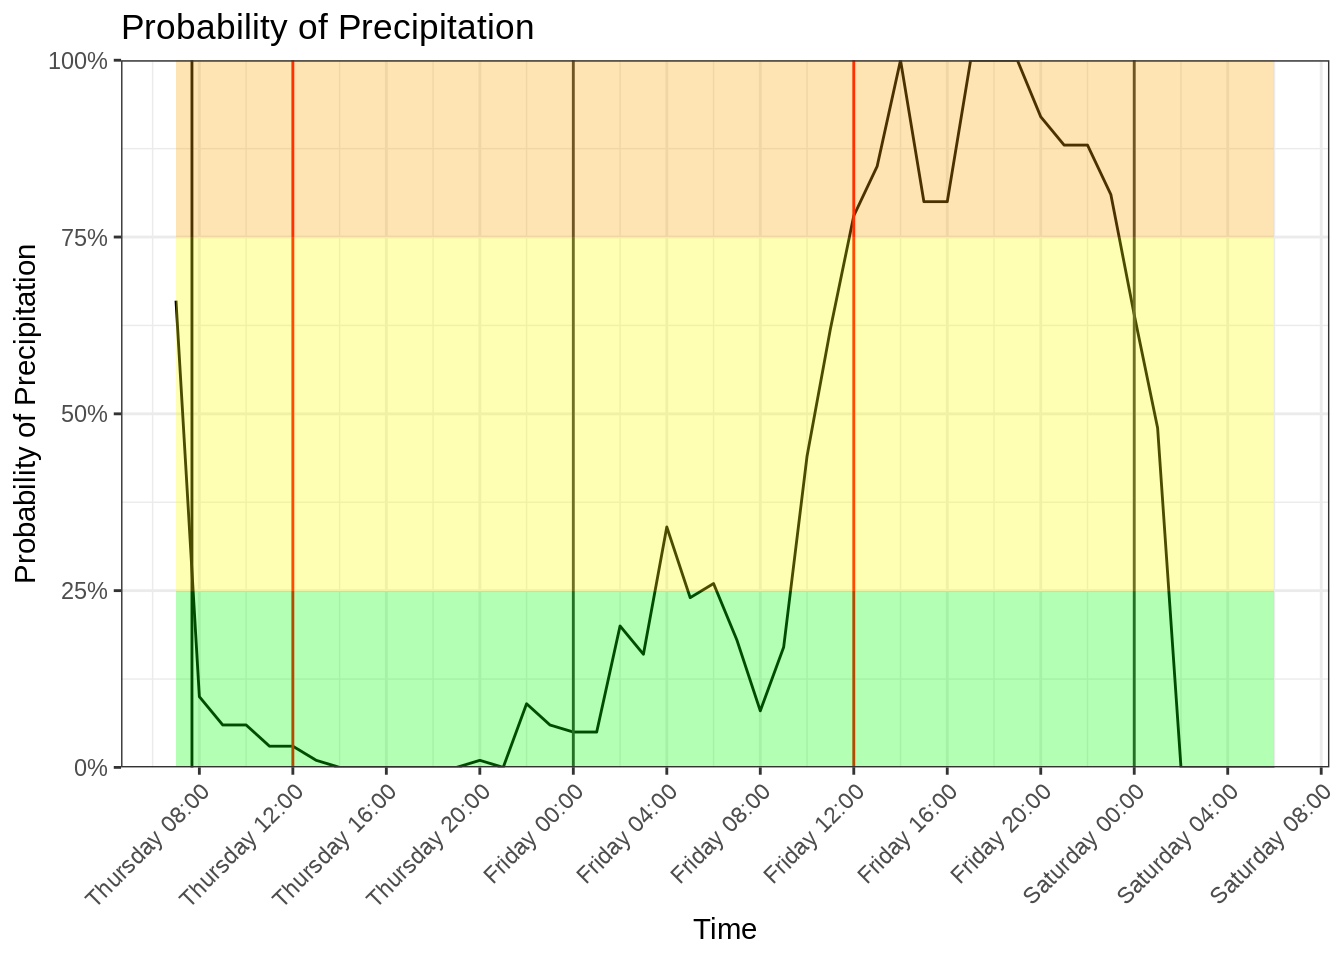 Probability of Precipitation
100%
75%
50%
25%
0%
Probability of Precipitation
Thursday 08:00
Thursday 12:00
Thursday 16:00
Thursday 20:00
Friday 00:00
Friday 04:00
Friday 08:00
Friday 12:00
Friday 16:00
Friday 20:00
Saturday 00:00
Saturday 04:00
Saturday 08:00
Time